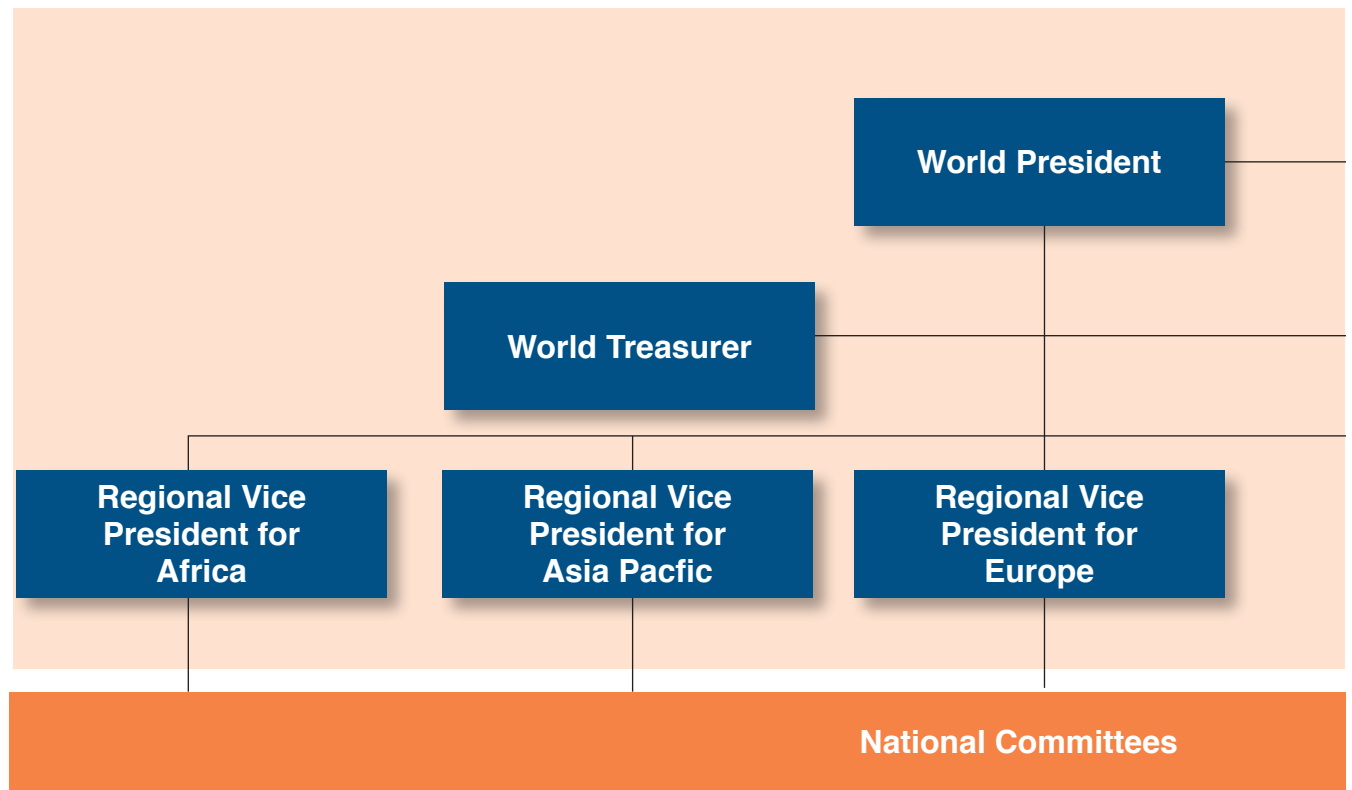 World President
World Treasurer
Regional Vice
President for
Africa
Regional Vice
President for
Asia Pacfic
Regional Vice
President for
Europe
National Committees